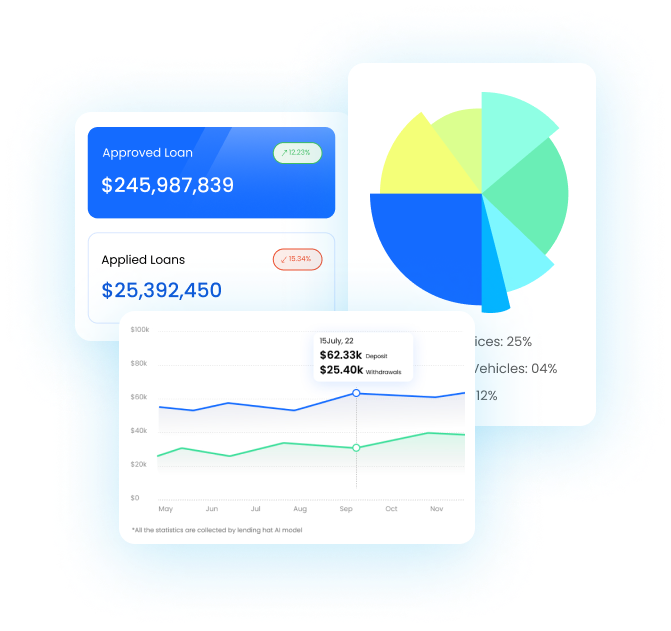 Approved Loan
12.23%
$245,987,839
Applied Loans
15.34%
$25,392,450
ices: 25%
Vehicles: 04%
12%
$100k
$80k
$60k
$40k
$20k
$0
15July, 22
$62.33k Deposit
$25.40k Withdrawals
May Jun Jul Aug Sep Oct Nov
*All the statistics are collected by lending hat Ai model